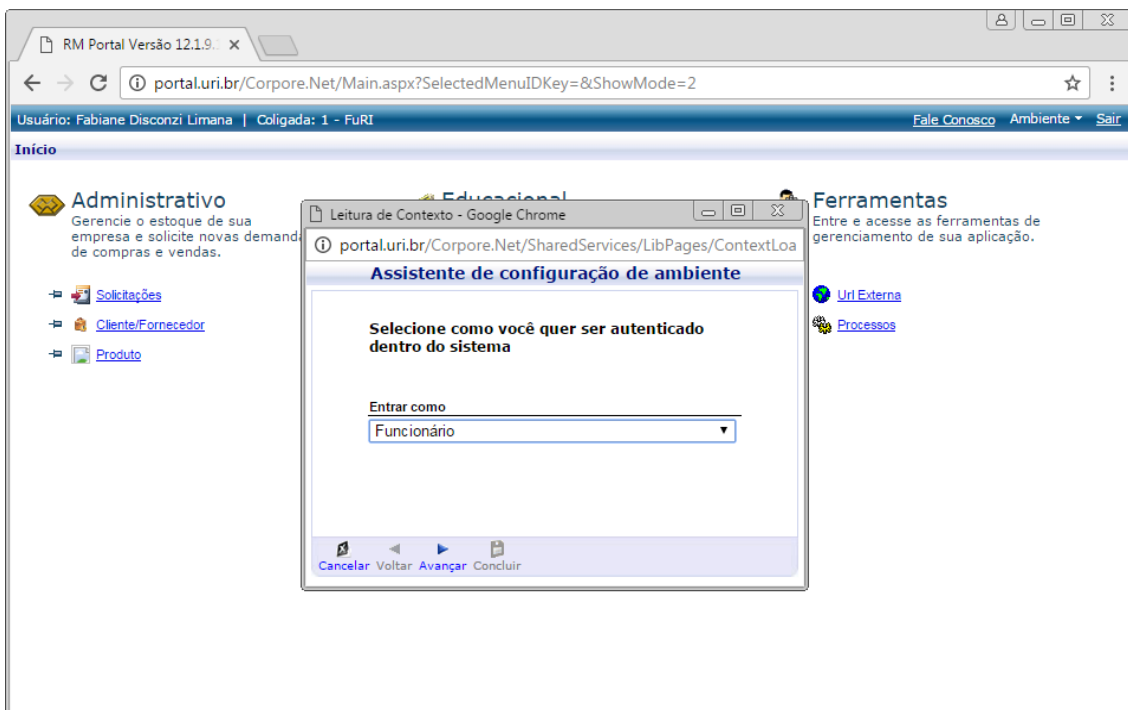 RM Portal Versão 12.1.9.
portal.uri.br/Corpore.Net/Main.aspx?SelectedMenuIDKey=&ShowMode=2
Usuário: Fabiane Disconzi Limana | Coligada: 1 - FuRI
Fale Conosco Ambiente Sair
Início
Administrativo
Gerencie o estoque de sua
empresa e solicite novas demanda
de compras e vendas.
Solicitações
Cliente/Fornecedor
Produto
Educacional
Leitura de Contexto - Google Chrome
portal.uri.br/Corpore.Net/SharedServices/LibPages/ContextLoa
Assistente de configuração de ambiente
Selecione como você quer ser autenticado
dentro do sistema
Entrar como
Funcionário
Cancelar Voltar Avançar Concluir
Ferramentas
Entre e acesse as ferramentas de
gerenciamento de sua aplicação.
Url Externa
Processos